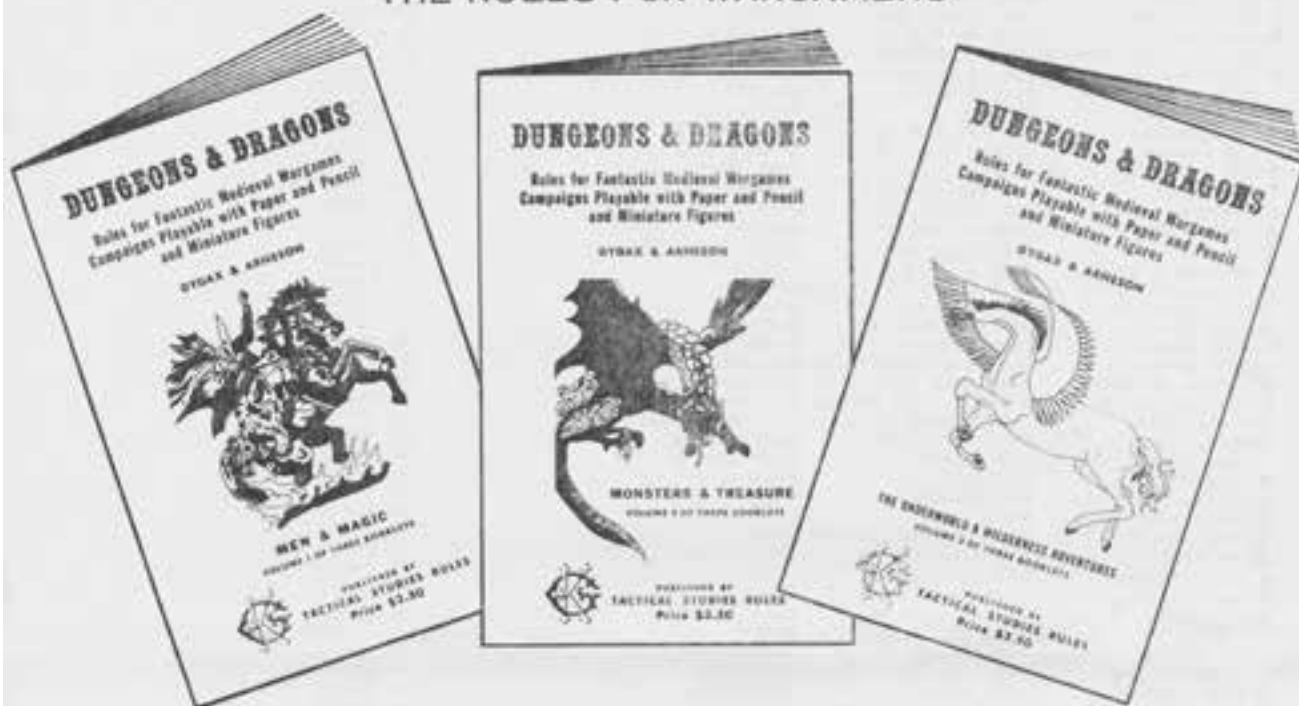 THE RULES FOR
DUNGEONS & DRAGONS
Rules for Fantastic Medieval Wargames
Campaigns Playable with Paper and Pencil
and Miniature Figures
GYGAX & ARNESON
MEN & MAGIC
VOLUME 1 OF THREE BOOKLETS
PUBLISHED BY
TACTICAL STUDIES RULES
Price $3.50
DUNGEONS & DRAGONS
Rules for Fantastic Medieval Wargames
Campaigns Playable with Paper and Pencil
and Miniature Figures
GYGAX & ARNESON
MONSTERS & TREASURE
VOLUME 2 OF THREE BOOKLETS
PUBLISHED BY
TACTICAL STUDIES RULES
Price $3.50
DUNGEONS & DRAGONS
Rules for Fantastic Medieval Wargames
Campaigns Playable with Paper and Pencil
and Miniature Figures
GYGAX & ARNESON
THE UNDERWORLD & WILDERNESS ADVENTURES
VOLUME 3 OF THREE BOOKLETS
PUBLISHED BY
TACTICAL STUDIES RULES
Price $3.50